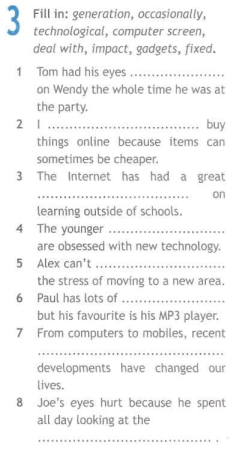 3 Fill in: generation, occasionally,
technological, computer screen,
deal with, impact, gadgets, fixed.
1 Tom had his eyes ......................
on Wendy the whole time he was at
the party.
2 I ................................... buy
things online because items can
sometimes be cheaper.
3 The Internet has had a great
................................... on
learning outside of schools.
4 The younger ...........................
are obsessed with new technology.
5 Alex can't ..............................
the stress of moving to a new area.
6 Paul has lots of ........................
but his favourite is his MP3 player.
7 From computers to mobiles, recent
...........................................
developments have changed our
lives.
8 Joe's eyes hurt because he spent
all day looking at the
........................................ .